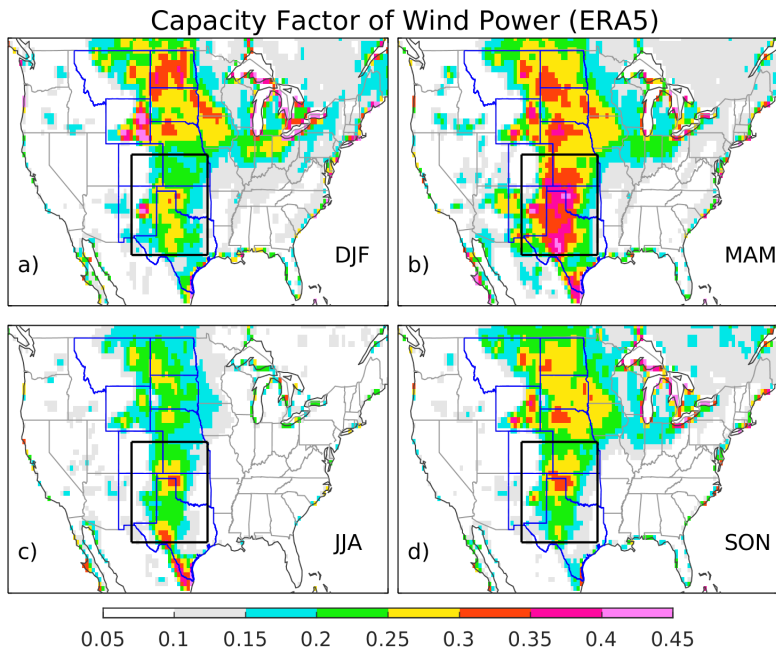 Capacity Factor of Wind Power (ERA5)
a) DJF
b) MAM
c) JJA
d) SON
0.05 0.1 0.15 0.2 0.25 0.3 0.35 0.4 0.45